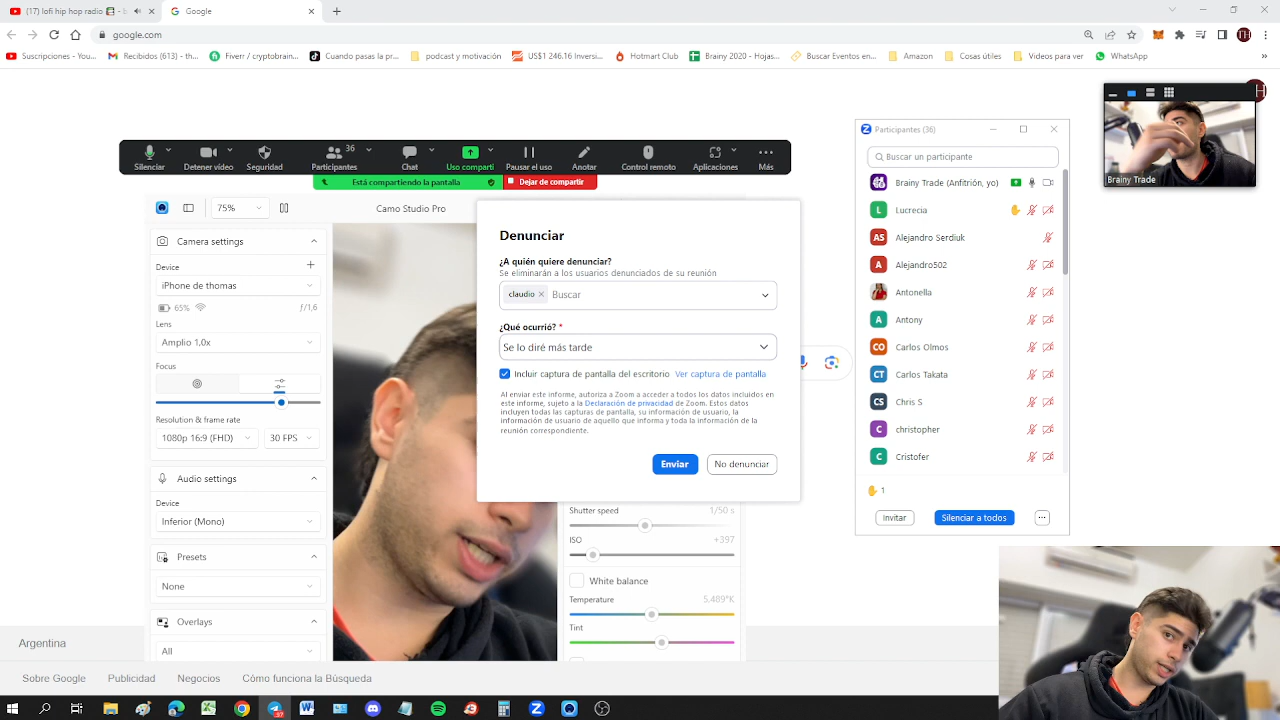 (17) lofi hip hop radio
Google
google.com
Suscripciones - You...
Recibidos (613) - th...
Fiverr / cryptobrain...
Cuando pasas la pr...
podcast y motivación
US$1 246.16 Inversi...
Hotmart Club
Brainy 2020 - Hojas...
Buscar Eventos en...
Amazon
Cosas útiles
Videos para ver
WhatsApp
»
Brainy Trade
Silenciar
Detener vídeo
Seguridad
Participantes
36
Chat
Uso comparti
Pausar el uso
Anotar
Control remoto
Aplicaciones
Más
Está compartiendo la pantalla
Dejar de compartir
75%
Camo Studio Pro
Camera settings
Device
iPhone de thomas
65%
ƒ/1,6
Lens
Amplio 1,0x
Focus
Resolution & frame rate
1080p 16:9 (FHD)
30 FPS
Audio settings
Device
Inferior (Mono)
Presets
None
Overlays
All
Denunciar
¿A quién quiere denunciar?
Se eliminarán a los usuarios denunciados de su reunión
claudio
Buscar
¿Qué ocurrió? *
Se lo diré más tarde
Incluir captura de pantalla del escritorio
Ver captura de pantalla
Al enviar este informe, autoriza a Zoom a acceder a todos los datos incluidos en
este informe, sujeto a la Declaración de privacidad de Zoom. Estos datos
incluyen todas las capturas de pantalla, su información de usuario, la
información de usuario de aquello que informa y toda la información de la
reunión correspondiente.
Enviar
No denunciar
Shutter speed
1/50 s
ISO
+397
White balance
Temperature
5.489°K
Tint
Participantes (36)
Buscar un participante
Brainy Trade (Anfitrión, yo)
L
Lucrecia
AS
Alejandro Serdiuk
A
Alejandro502
Antonella
A
Antony
CO
Carlos Olmos
CT
Carlos Takata
CS
Chris S
C
christopher
C
Cristofer
1
Invitar
Silenciar a todos
Argentina
Sobre Google
Publicidad
Negocios
Cómo funciona la Búsqueda